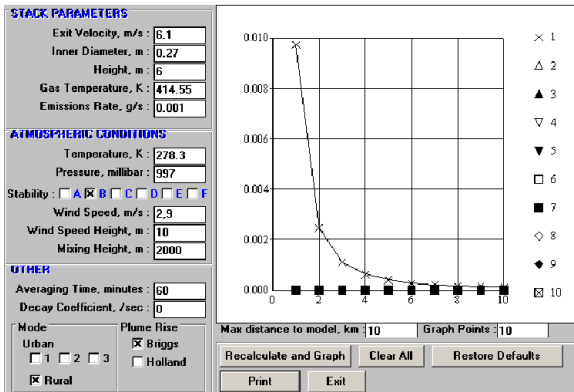 STACK PARAMETERS
Exit Velocity, m/s : 6.1
Inner Diameter, m : 0.27
Height, m : 6
Gas Temperature, K : 414.55
Emissions Rate, g/s : 0.001
ATMOSPHERIC CONDITIONS
Temperature, K : 278.3
Pressure, millibar : 997
Stability : A B C D E F
Wind Speed, m/s : 2,9
Wind Speed Height, m : 10
Mixing Height, m : 2000
OTHER
Averaging Time, minutes : 60
Decay Coefficient, /sec : 0
Mode
Urban
1 2 3
Rural
Plume Rise
Briggs
Holland
0.010
0.008
0.006
0.004
0.002
0.000
0 2 4 6 8 10
1
2
3
4
5
6
7
8
9
10
Max distance to model, km : 10 Graph Points : 10
Recalculate and Graph Clear All Restore Defaults
Print Exit